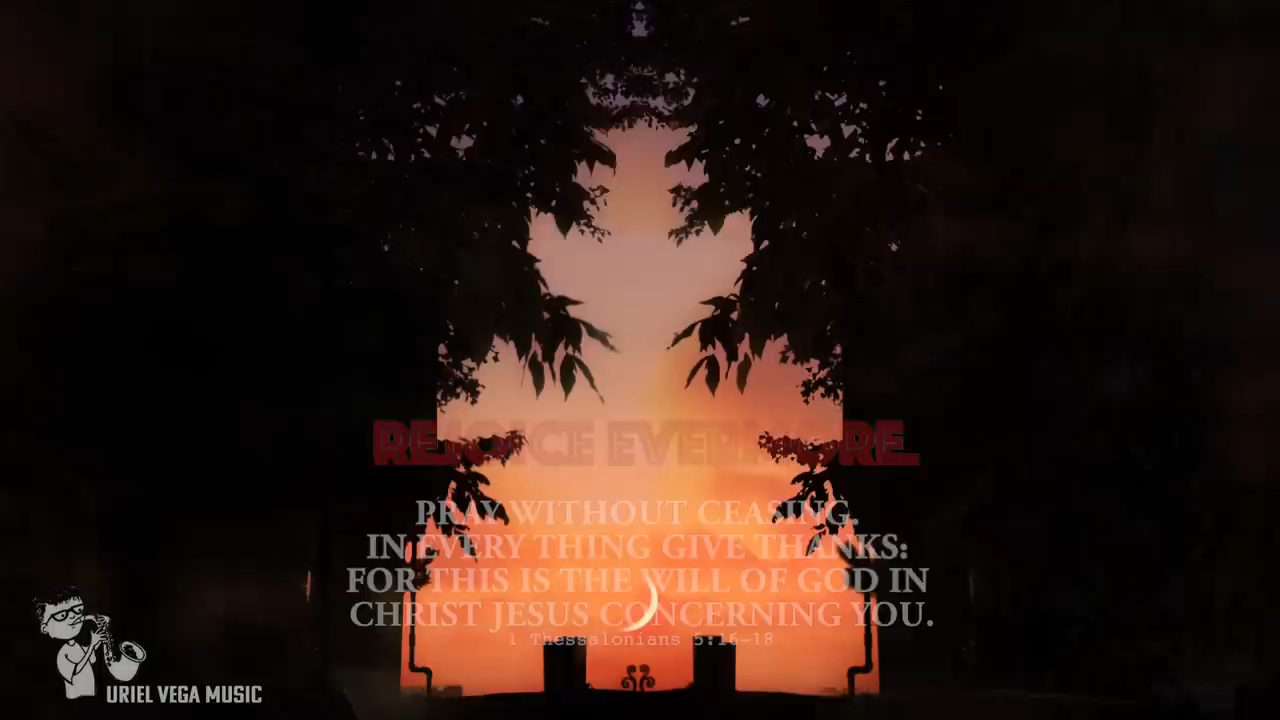 REJOICE EVERMORE.
PRAY WITHOUT CEASING.
IN EVERY THING GIVE THANKS:
FOR THIS IS THE WILL OF GOD IN
CHRIST JESUS CONCERNING YOU.
1 Thessalonians 5:16-18
URIEL VEGA MUSIC